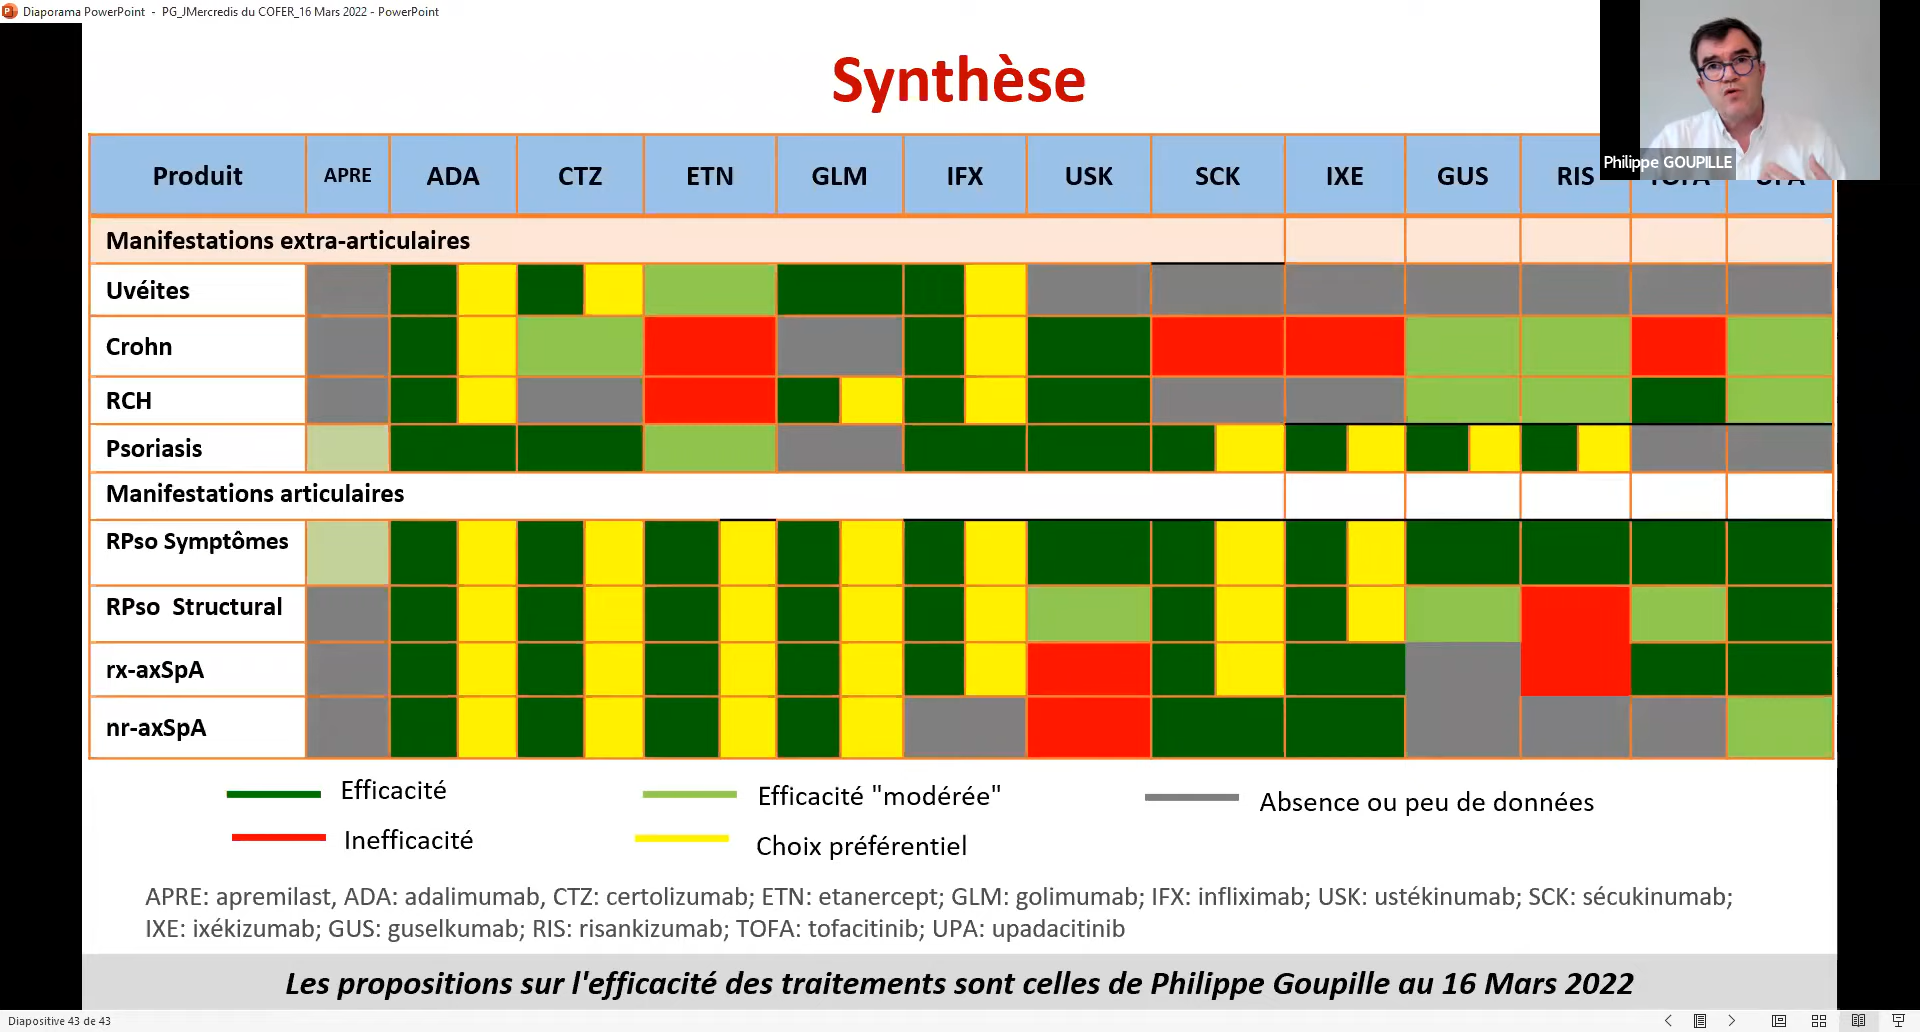 Diaporama PowerPoint - PG_JMercredis du COFER_16 Mars 2022 - PowerPoint
Synthèse
Philippe GOUPILLE
Produit APRE ADA CTZ ETN GLM IFX USK SCK IXE GUS RIS TOFA UPA
Manifestations extra-articulaires
Uvéites
Crohn
RCH
Psoriasis
Manifestations articulaires
RPso Symptômes
RPso Structural
rx-axSpA
nr-axSpA
Efficacité
Efficacité "modérée"
Absence ou peu de données
Inefficacité
Choix préférentiel
APRE: apremilast, ADA: adalimumab, CTZ: certolizumab; ETN: etanercept; GLM: golimumab; IFX: infliximab; USK: ustékinumab; SCK: sécukinumab;
IXE: ixékizumab; GUS: guselkumab; RIS: risankizumab; TOFA: tofacitinib; UPA: upadacitinib
Les propositions sur l'efficacité des traitements sont celles de Philippe Goupille au 16 Mars 2022
Diapositive 43 de 43